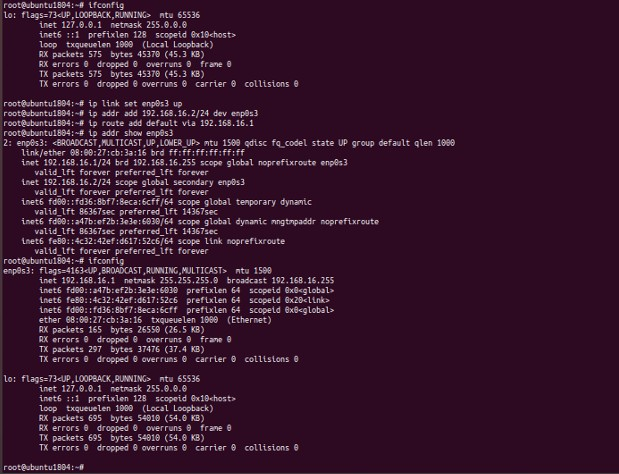 root@ubuntu1804:~# ifconfig
lo: flags=73<UP,LOOPBACK,RUNNING>  mtu 65536
        inet 127.0.0.1  netmask 255.0.0.0
        inet6 ::1  prefixlen 128  scopeid 0x10<host>
        loop  txqueuelen 1000  (Local Loopback)
        RX packets 575  bytes 45370 (45.3 KB)
        RX errors 0  dropped 0  overruns 0  frame 0
        TX packets 575  bytes 45370 (45.3 KB)
        TX errors 0  dropped 0 overruns 0  carrier 0  collisions 0

root@ubuntu1804:~# ip link set enp0s3 up
root@ubuntu1804:~# ip addr add 192.168.16.2/24 dev enp0s3
root@ubuntu1804:~# ip route add default via 192.168.16.1
root@ubuntu1804:~# ip addr show enp0s3
2: enp0s3: <BROADCAST,MULTICAST,UP,LOWER_UP> mtu 1500 qdisc fq_codel state UP group default qlen 1000
    link/ether 08:00:27:cb:3a:16 brd ff:ff:ff:ff:ff:ff
    inet 192.168.16.1/24 brd 192.168.16.255 scope global noprefixroute enp0s3
       valid_lft forever preferred_lft forever
    inet 192.168.16.2/24 scope global secondary enp0s3
       valid_lft forever preferred_lft forever
    inet6 fd00::fd36:8bf7:8eca:6cff/64 scope global temporary dynamic
       valid_lft 86367sec preferred_lft 14367sec
    inet6 fd00::a47b:ef2b:3e3e:6030/64 scope global dynamic mngtmpaddr noprefixroute
       valid_lft 86367sec preferred_lft 14367sec
    inet6 fe80::4c32:42ef:d617:52c6/64 scope link noprefixroute
       valid_lft forever preferred_lft forever
root@ubuntu1804:~# ifconfig
enp0s3: flags=4163<UP,BROADCAST,RUNNING,MULTICAST>  mtu 1500
        inet 192.168.16.1  netmask 255.255.255.0  broadcast 192.168.16.255
        inet6 fd00::a47b:ef2b:3e3e:6030  prefixlen 64  scopeid 0x0<global>
        inet6 fe80::4c32:42ef:d617:52c6  prefixlen 64  scopeid 0x20<link>
        inet6 fd00::fd36:8bf7:8eca:6cff  prefixlen 64  scopeid 0x0<global>
        ether 08:00:27:cb:3a:16  txqueuelen 1000  (Ethernet)
        RX packets 165  bytes 26550 (26.5 KB)
        RX errors 0  dropped 0  overruns 0  frame 0
        TX packets 297  bytes 37476 (37.4 KB)
        TX errors 0  dropped 0 overruns 0  carrier 0  collisions 0

lo: flags=73<UP,LOOPBACK,RUNNING>  mtu 65536
        inet 127.0.0.1  netmask 255.0.0.0
        inet6 ::1  prefixlen 128  scopeid 0x10<host>
        loop  txqueuelen 1000  (Local Loopback)
        RX packets 695  bytes 54010 (54.0 KB)
        RX errors 0  dropped 0  overruns 0  frame 0
        TX packets 695  bytes 54010 (54.0 KB)
        TX errors 0  dropped 0 overruns 0  carrier 0  collisions 0

root@ubuntu1804:~#